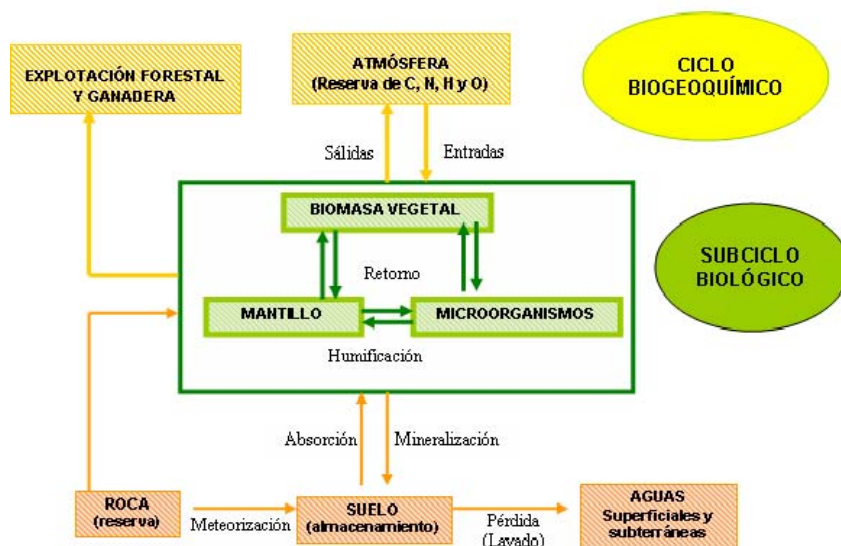 EXPLOTACIÓN FORESTAL
Y GANADERA
ATMÓSFERA
(Reserva de C, N, H y O)
CICLO
BIOGEOQUÍMICO
Sálidas
Entradas
BIOMASA VEGETAL
SUBCICLO
BIOLÓGICO
Retorno
MANTILLO
MICROORGANISMOS
Humificación
Absorción
Mineralización
ROCA
(reserva)
Meteorización
SUELO
(almacenamiento)
Pérdida
(Lavado)
AGUAS
Superficiales y
subterráneas